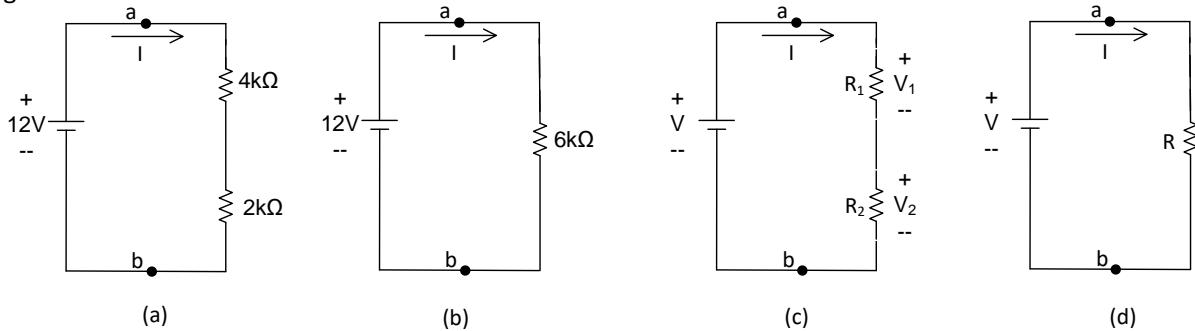 a
I
+
12V
--
4kΩ
2kΩ
b
(a)
a
I
+
12V
--
6kΩ
b
(b)
a
I
+
V
--
R₁
+
V₁
--
R₂
+
V₂
--
b
(c)
a
I
+
V
--
R
b
(d)